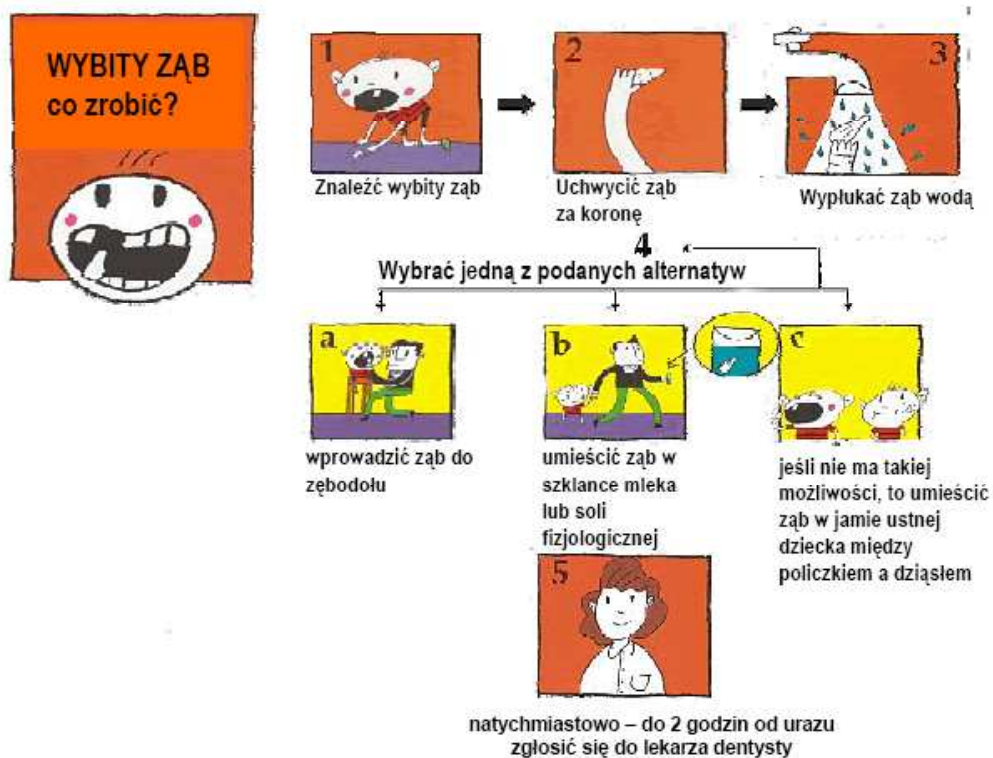 WYBITY ZĄB
co zrobić?
1
Znaleźć wybity ząb
2
Uchwycić ząb
za koronę
3
Wypłukać ząb wodą
4
Wybrać jedną z podanych alternatyw
a
wprowadzić ząb do
zębodołu
b
umieścić ząb w
szklance mleka
lub soli
fizjologicznej
c
jeśli nie ma takiej
możliwości, to umieścić
ząb w jamie ustnej
dziecka między
policzkiem a dziąsłem
5
natychmiastowo – do 2 godzin od urazu
zgłosić się do lekarza dentysty